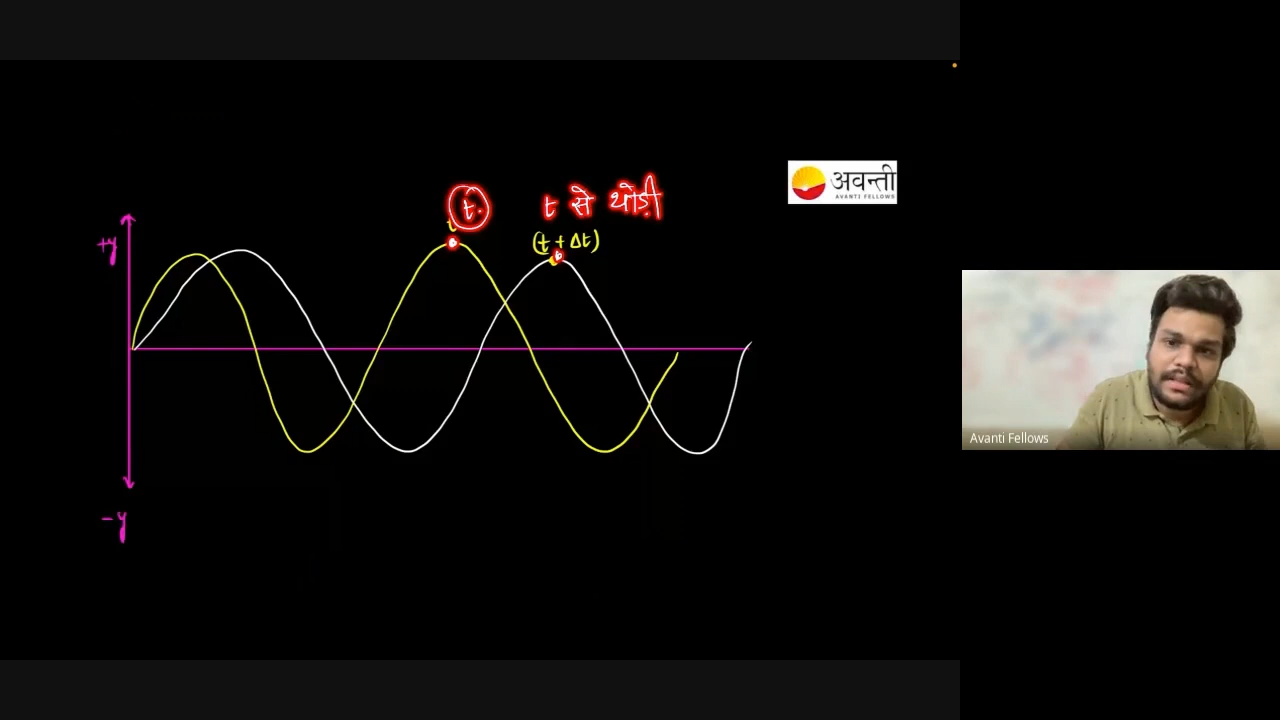 t.
t से थोड़ी
अवन्ती
AVANTI FELLOWS
t
(t + Δt)
+y
-y
Avanti Fellows